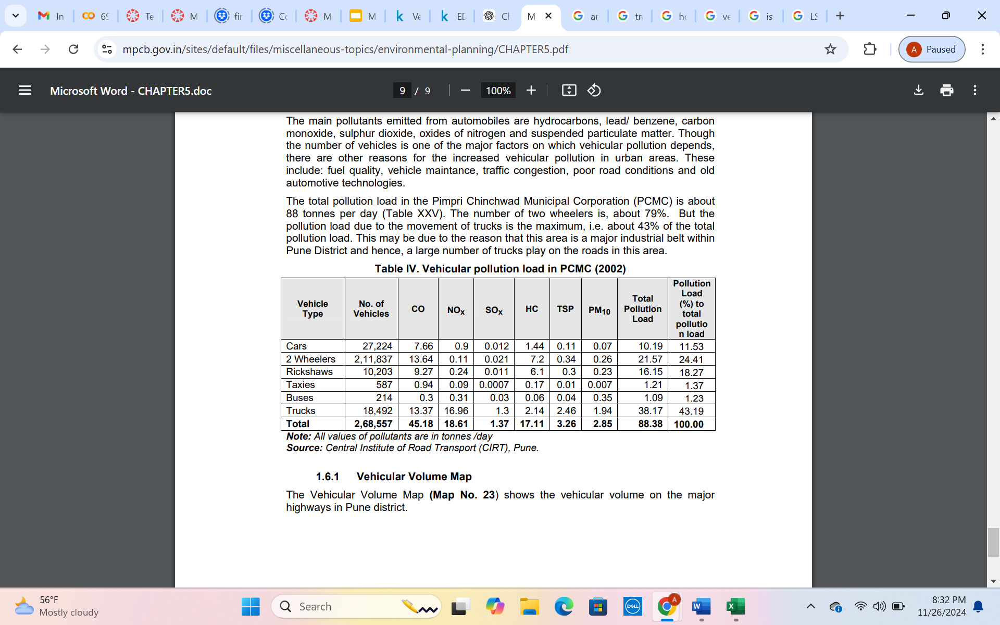 In
69
Te
M
fir
Co
M
M
Ve
EL
Ch
M
ar
tr
ho
ve
is
LS
mpcb.gov.in/sites/default/files/miscellaneous-topics/environmental-planning/CHAPTER5.pdf
A Paused
Microsoft Word - CHAPTER5.doc
9 / 9
100%
The main pollutants emitted from automobiles are hydrocarbons, lead/ benzene, carbon
monoxide, sulphur dioxide, oxides of nitrogen and suspended particulate matter. Though
the number of vehicles is one of the major factors on which vehicular pollution depends,
there are other reasons for the increased vehicular pollution in urban areas. These
include: fuel quality, vehicle maintance, traffic congestion, poor road conditions and old
automotive technologies.
The total pollution load in the Pimpri Chinchwad Municipal Corporation (PCMC) is about
88 tonnes per day (Table XXV). The number of two wheelers is, about 79%. But the
pollution load due to the movement of trucks is the maximum, i.e. about 43% of the total
pollution load. This may be due to the reason that this area is a major industrial belt within
Pune District and hence, a large number of trucks play on the roads in this area.
Table IV. Vehicular pollution load in PCMC (2002)
Vehicle Type No. of Vehicles CO NOx SOx HC TSP PM10 Total Pollution Load Pollution Load (%) to total pollutio n load
Cars 27,224 7.66 0.9 0.012 1.44 0.11 0.07 10.19 11.53
2 Wheelers 2,11,837 13.64 0.11 0.021 7.2 0.34 0.26 21.57 24.41
Rickshaws 10,203 9.27 0.24 0.011 6.1 0.3 0.23 16.15 18.27
Taxies 587 0.94 0.09 0.0007 0.17 0.01 0.007 1.21 1.37
Buses 214 0.3 0.31 0.03 0.06 0.04 0.35 1.09 1.23
Trucks 18,492 13.37 16.96 1.3 2.14 2.46 1.94 38.17 43.19
Total 2,68,557 45.18 18.61 1.37 17.11 3.26 2.85 88.38 100.00
Note: All values of pollutants are in tonnes /day
Source: Central Institute of Road Transport (CIRT), Pune.
1.6.1 Vehicular Volume Map
The Vehicular Volume Map (Map No. 23) shows the vehicular volume on the major
highways in Pune district.
56°F
Mostly cloudy
Search
DELL
A
W
X
8:32 PM
11/26/2024